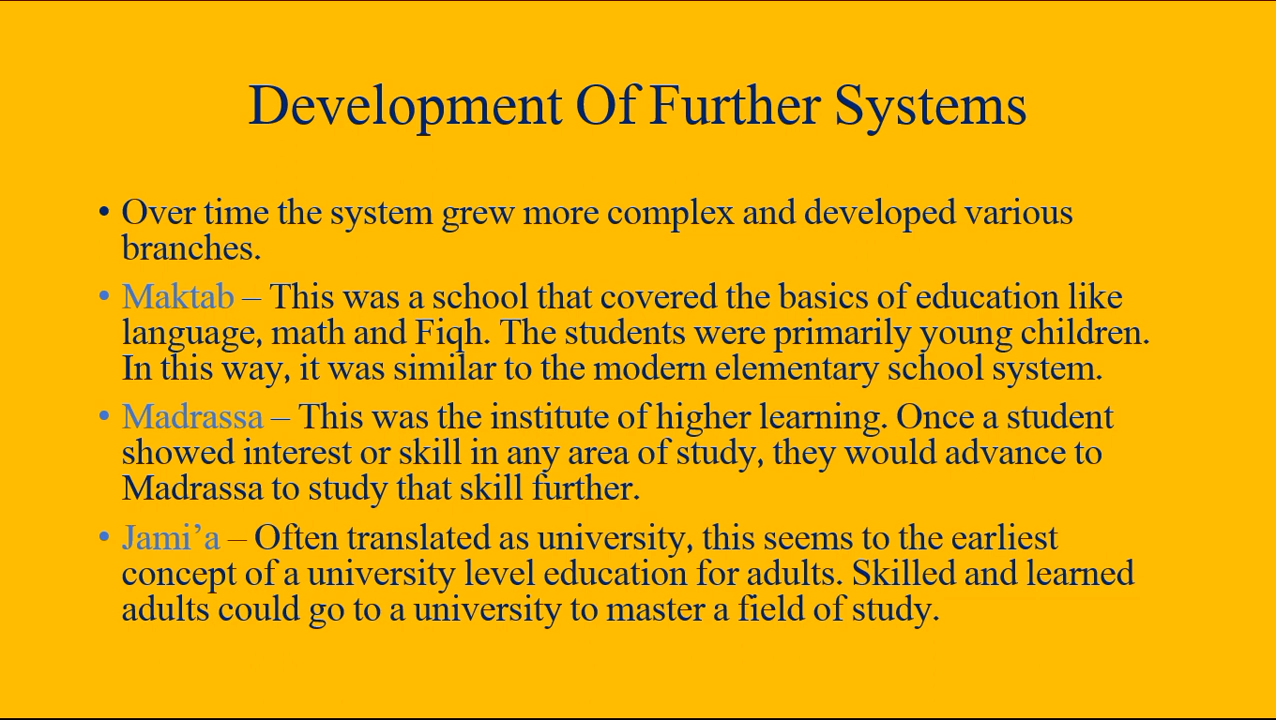 Development Of Further Systems
• Over time the system grew more complex and developed various
branches.
• Maktab – This was a school that covered the basics of education like
language, math and Fiqh. The students were primarily young children.
In this way, it was similar to the modern elementary school system.
• Madrassa – This was the institute of higher learning. Once a student
showed interest or skill in any area of study, they would advance to
Madrassa to study that skill further.
• Jami’a – Often translated as university, this seems to the earliest
concept of a university level education for adults. Skilled and learned
adults could go to a university to master a field of study.